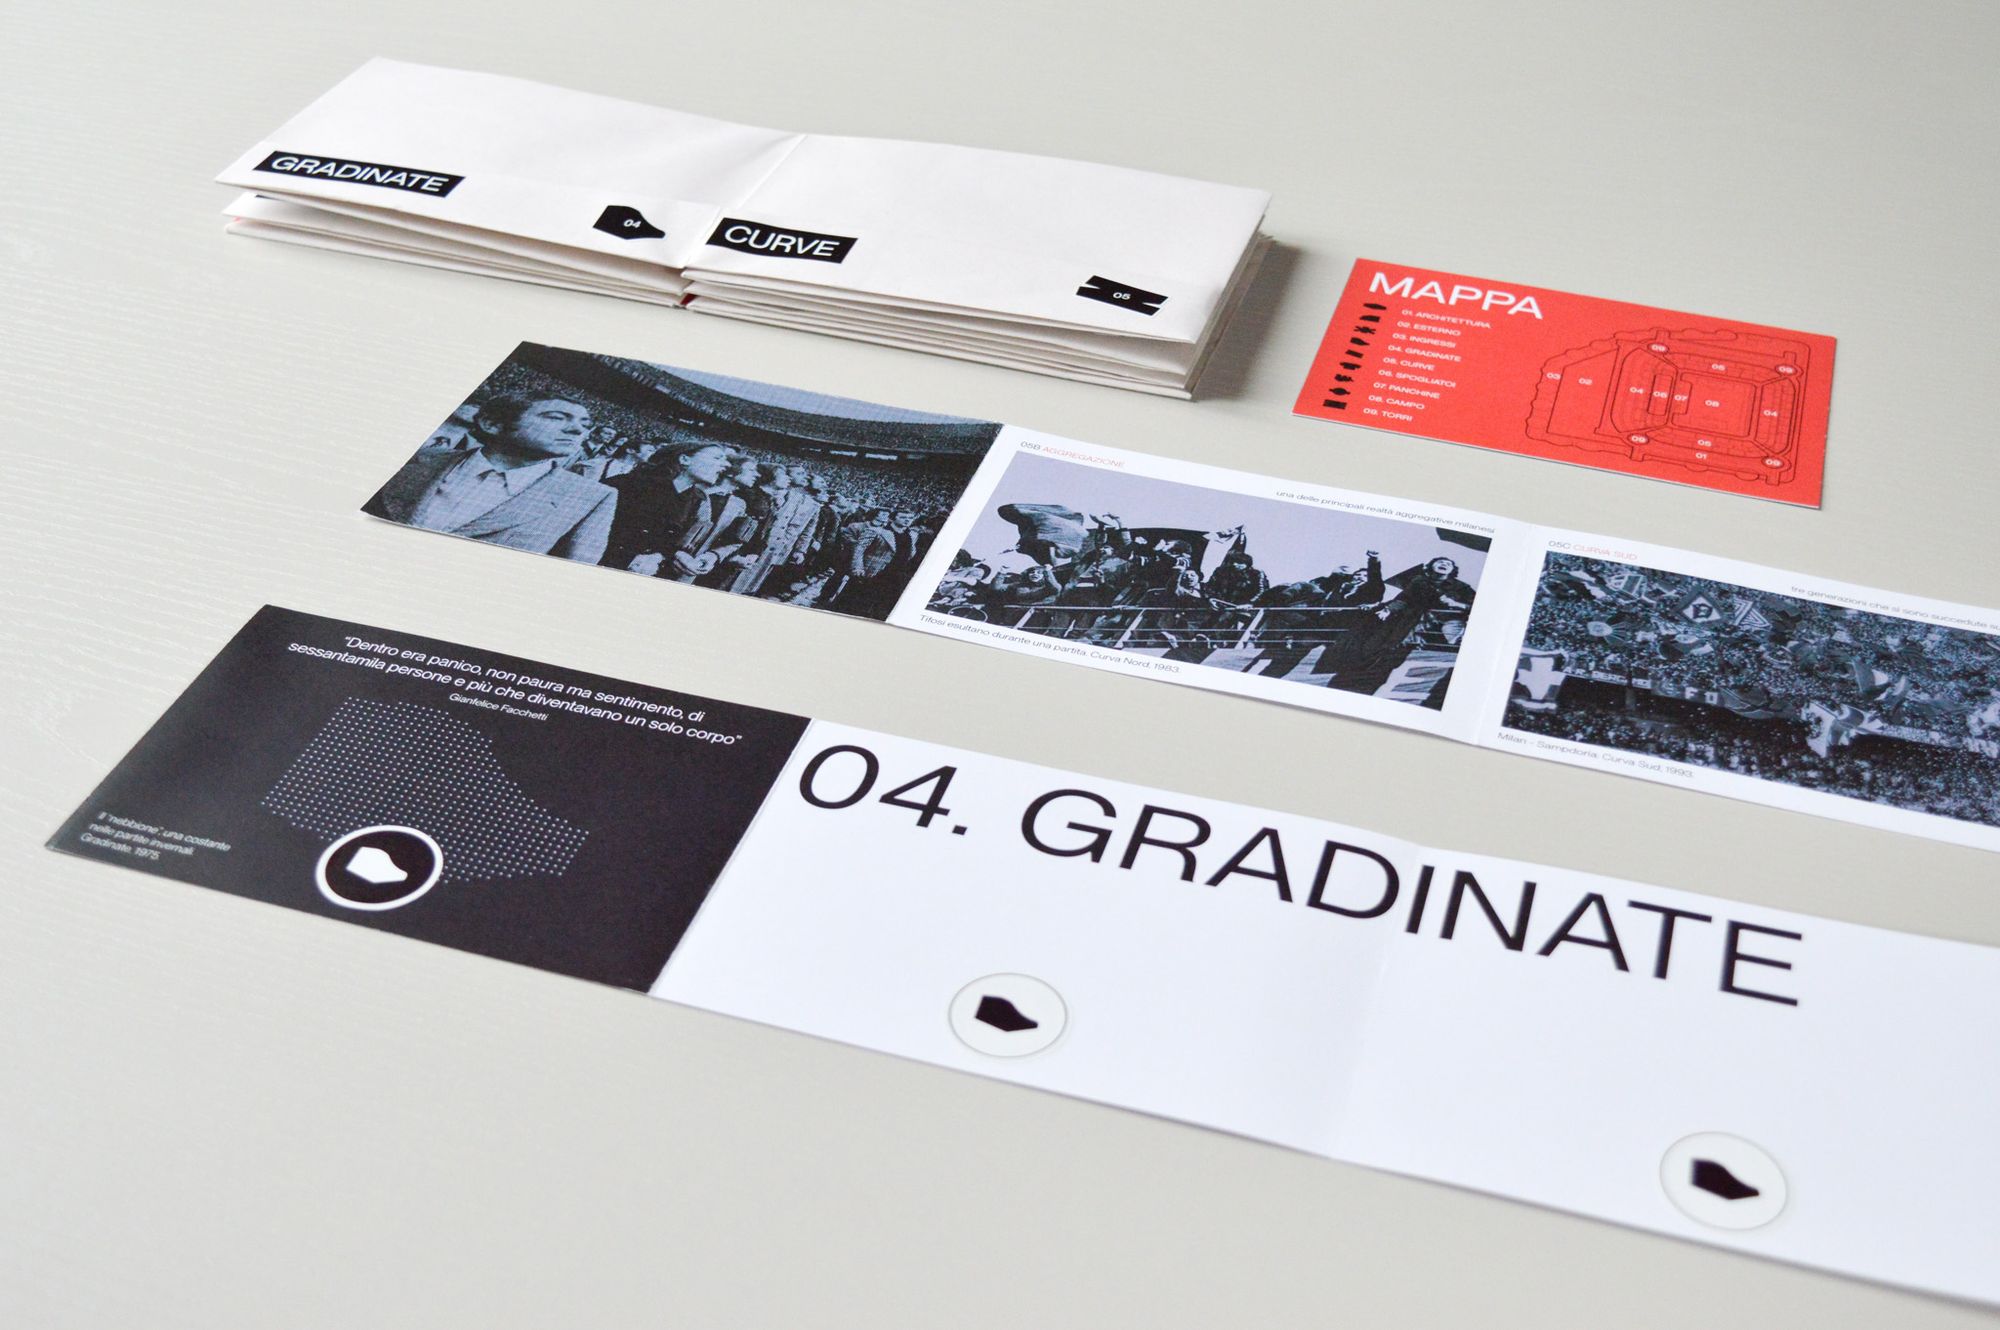 GRADINATE
04
CURVE
05
MAPPA
01. ARCHITETTURA
02. ESTERNO
03. INGRESSI
04. GRADINATE
05. CURVE
06. SPOGLIATOI
07. PANCHINE
08. CAMPO
09. TORRI
09
05
09
03
02
04
06
07
08
04
09
05
01
09
05B AGGREGAZIONE
una delle principali realtà aggregative milanesi
Tifosi esultano durante una partita. Curva Nord, 1983.
05C CURVA SUD
tre generazioni che si sono succedute su
Milan - Sampdoria. Curva Sud, 1993.
"Dentro era panico, non paura ma sentimento, di
sessantamila persone e più che diventavano un solo corpo"
Gianfelice Facchetti
Il "nebbione", una costante
nelle partite invernali.
Gradinate, 1975
04. GRADINATE